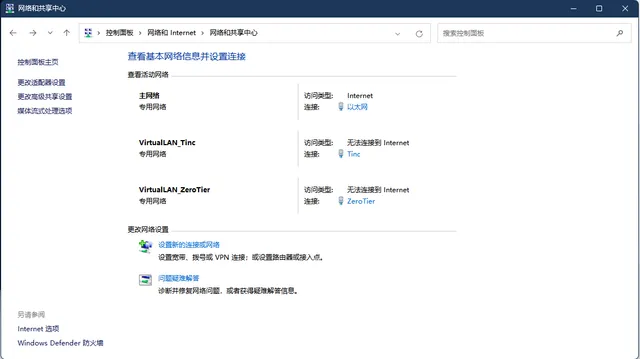 网络和共享中心
控制面板 > 网络和 Internet > 网络和共享中心
搜索控制面板
控制面板主页
更改适配器设置
更改高级共享设置
媒体流式处理选项
查看基本网络信息并设置连接
查看活动网络
主网络
专用网络
访问类型: Internet
连接: 以太网
VirtualLAN_Tinc
专用网络
访问类型: 无法连接到 Internet
连接: Tinc
VirtualLAN_ZeroTier
专用网络
访问类型: 无法连接到 Internet
连接: ZeroTier
更改网络设置
设置新的连接或网络
设置宽带、拨号或 VPN 连接；或设置路由器或接入点。
问题疑难解答
诊断并修复网络问题，或者获得疑难解答信息。
另请参阅
Internet 选项
Windows Defender 防火墙